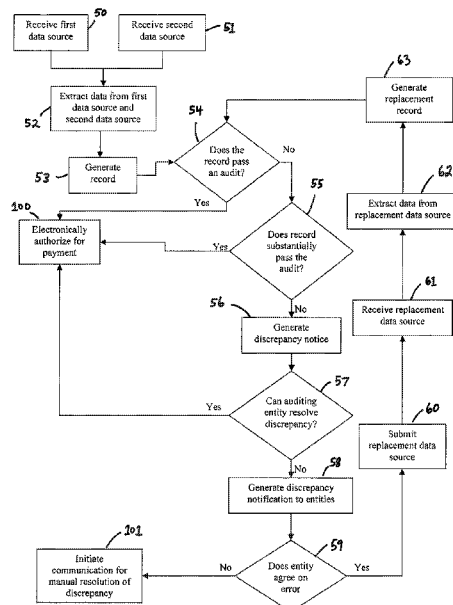 50
Receive first
data source
Receive second
data source
51
Extract data from first
data source and
second data source
52
Generate
record
53
54
Does the
record pass
an audit?
No
Yes
63
Generate
replacement
record
100
Electronically
authorize for
payment
55
Does record
substantially
pass the
audit?
Yes
No
62
Extract data from
replacement data source
56
Generate
discrepancy notice
61
Receive replacement
data source
57
Can auditing
entity resolve
discrepancy?
Yes
No
60
Submit
replacement data
source
58
Generate discrepancy
notification to entities
101
Initiate
communication for
manual resolution of
discrepancy
No
59
Does entity
agree on
error
Yes